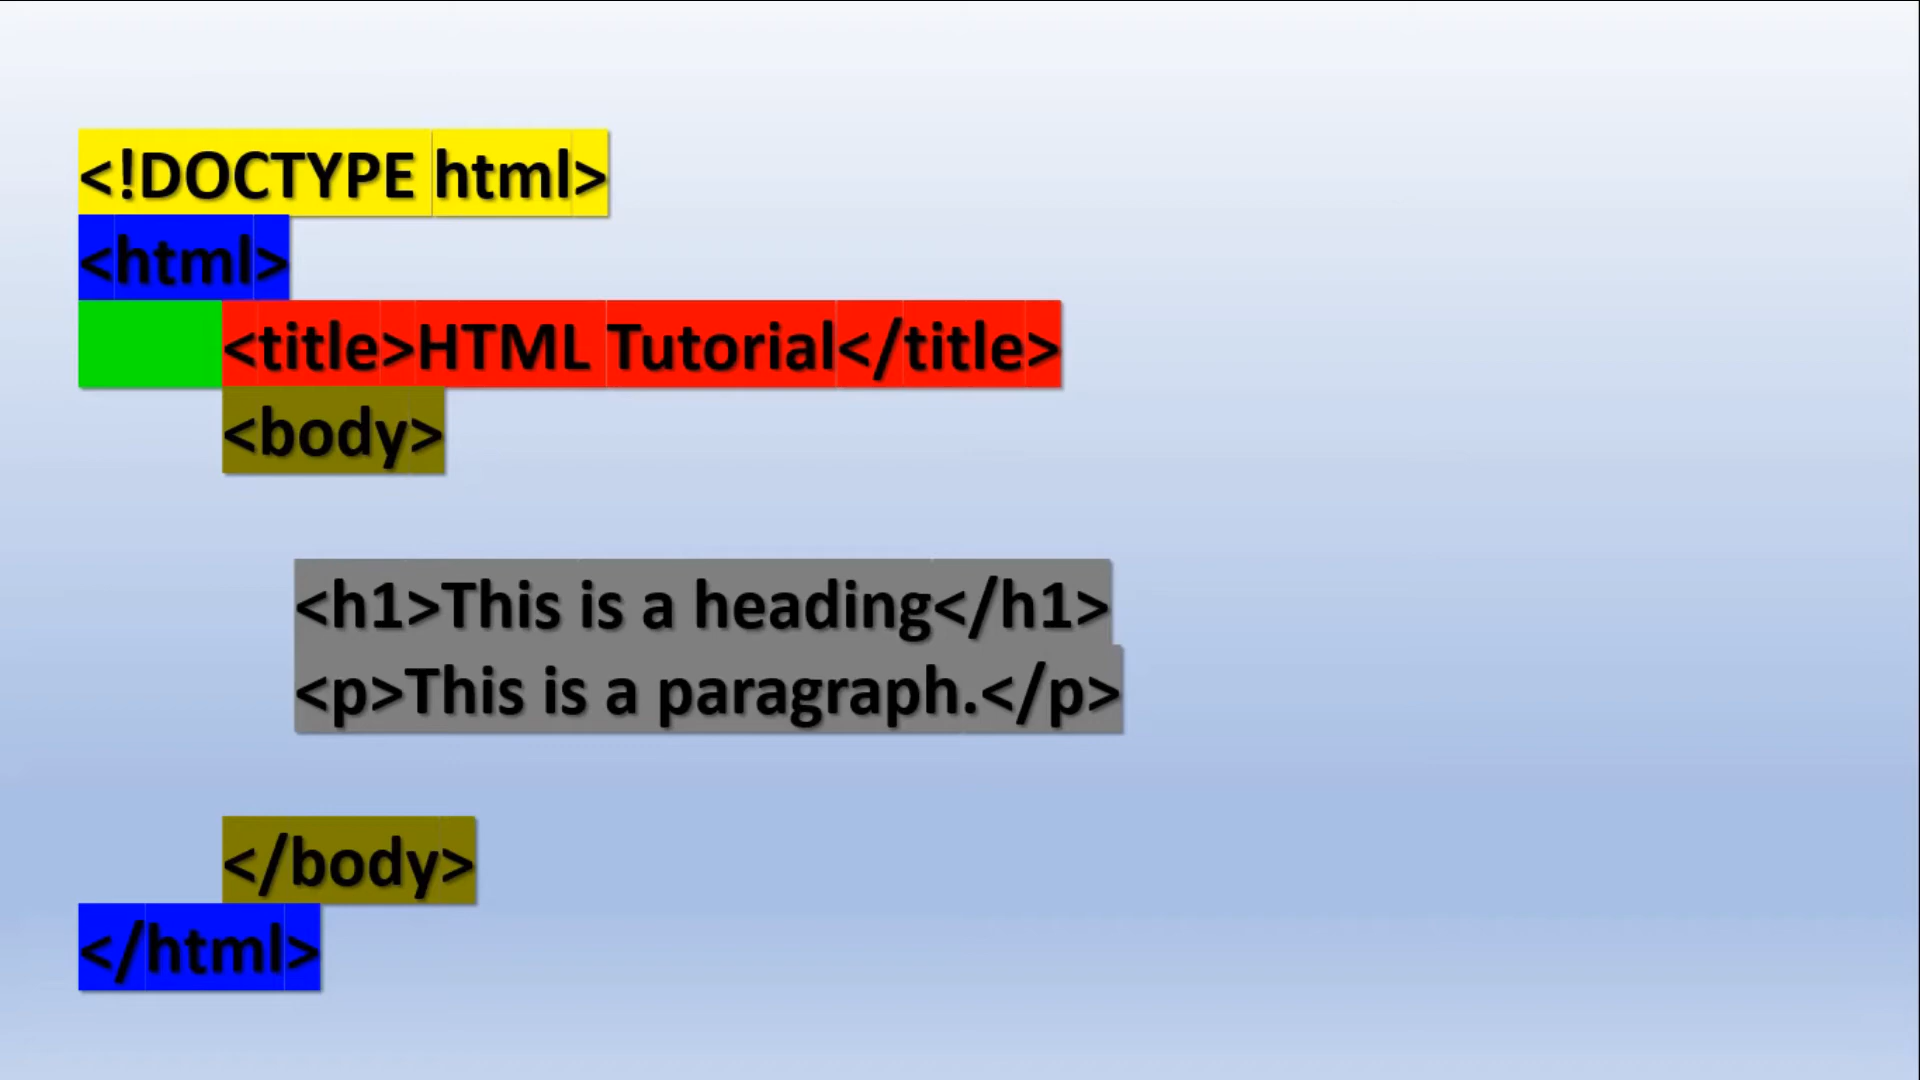 <!DOCTYPE html>
<html>
<title>HTML Tutorial</title>
<body>
<h1>This is a heading</h1>
<p>This is a paragraph.</p>
</body>
</html>